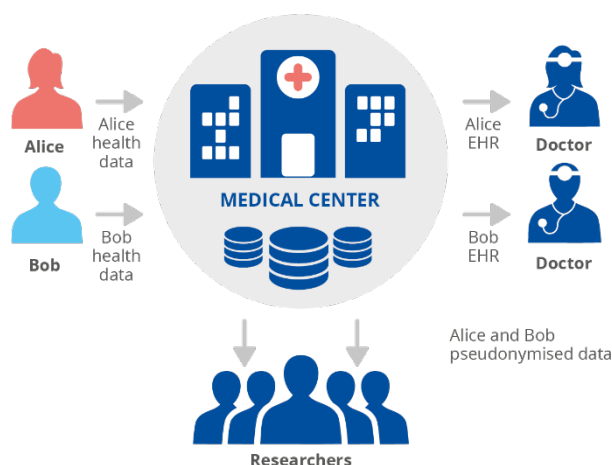 Alice
Alice
health
data
MEDICAL CENTER
Alice
EHR
Doctor
Bob
Bob
health
data
Bob
EHR
Doctor
Alice and Bob
pseudonymised data
Researchers